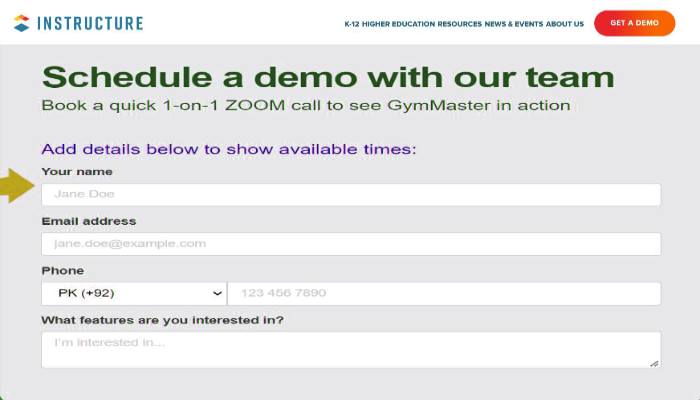 INSTRUCTURE
K-12 HIGHER EDUCATION RESOURCES NEWS & EVENTS ABOUT US
GET A DEMO
Schedule a demo with our team
Book a quick 1-on-1 ZOOM call to see GymMaster in action
Add details below to show available times:
Your name
Jane Doe
Email address
jane.doe@example.com
Phone
PK (+92) 123 456 7890
What features are you interested in?
I'm interested in...